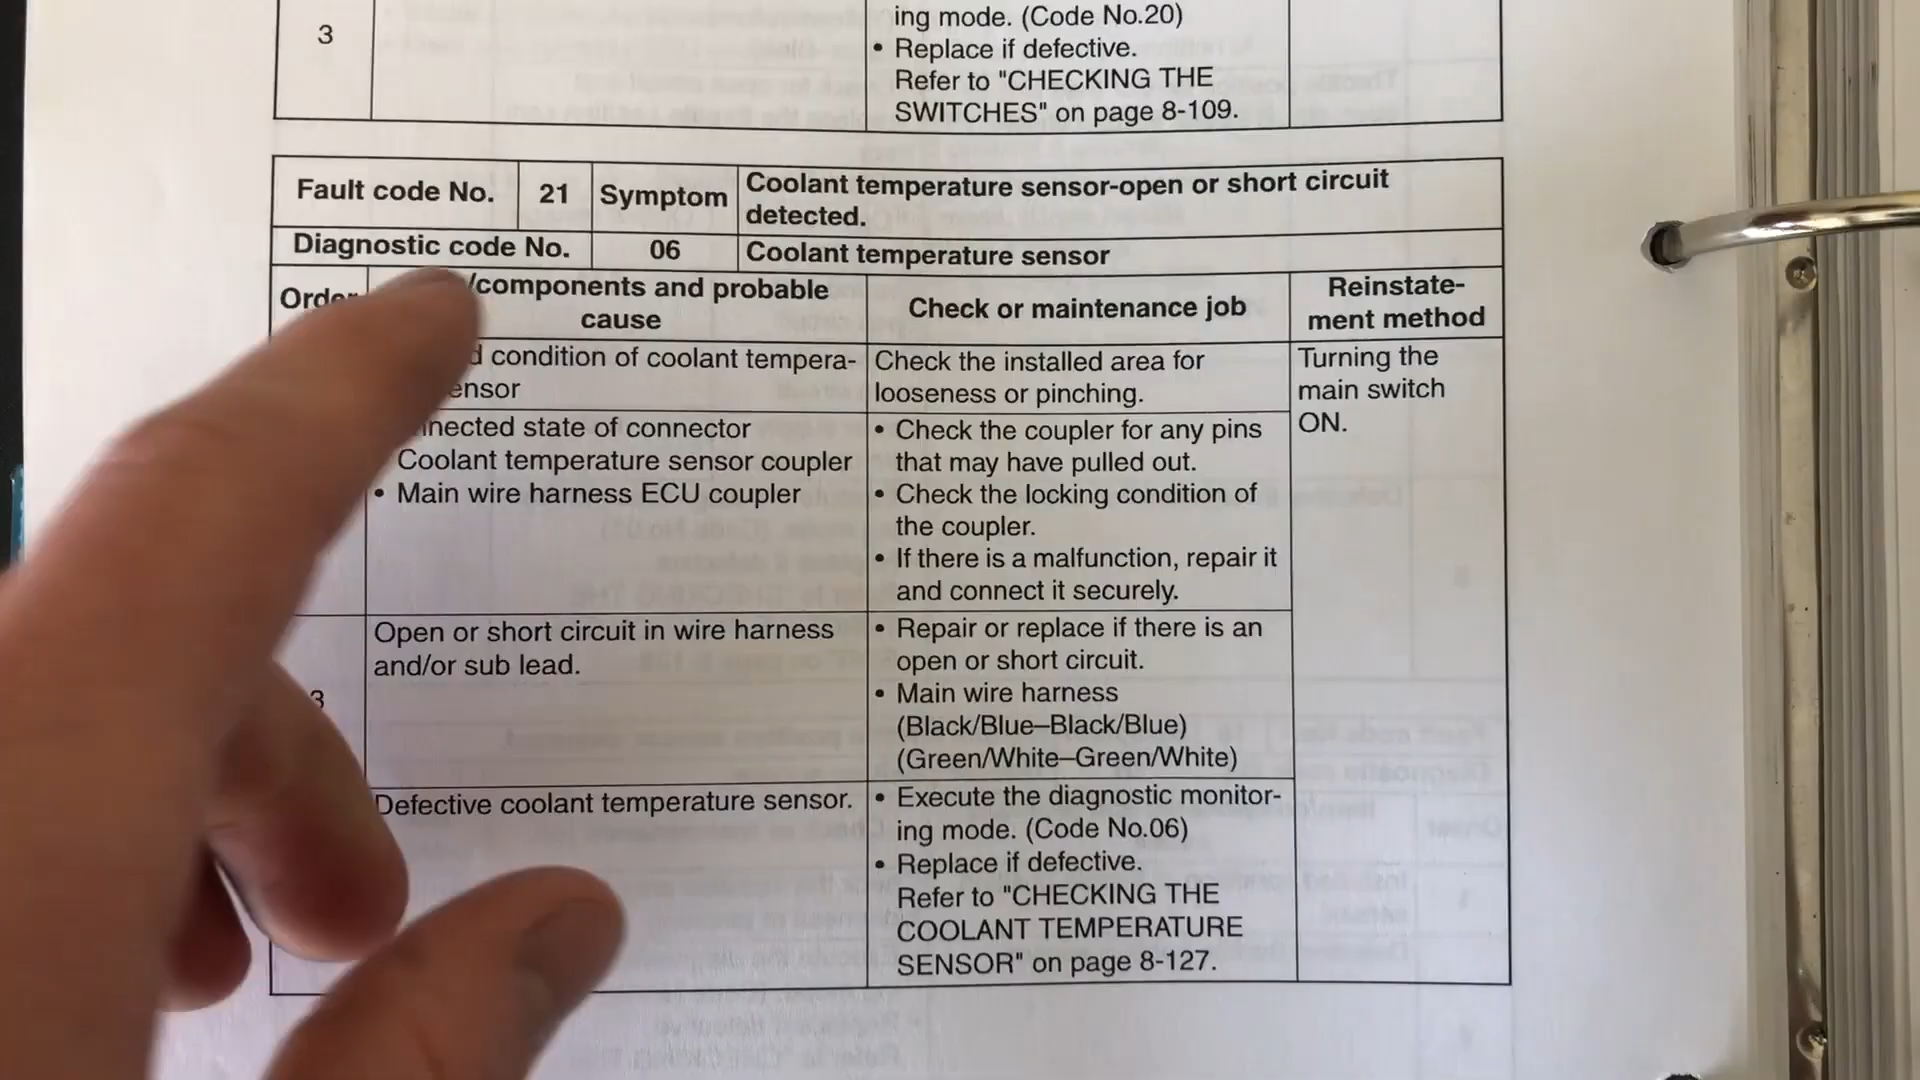 3
ing mode. (Code No.20)
• Replace if defective.
Refer to "CHECKING THE
SWITCHES" on page 8-109.
Fault code No. 21 Symptom Coolant temperature sensor-open or short circuit
detected.
Diagnostic code No. 06 Coolant temperature sensor
/components and probable
cause
Check or maintenance job
Reinstate-
ment method
condition of coolant tempera-
Check the installed area for
looseness or pinching.
Turning the
main switch
ON.
state of connector
Coolant temperature sensor coupler
• Main wire harness ECU coupler
• Check the coupler for any pins
that may have pulled out.
• Check the locking condition of
the coupler.
• If there is a malfunction, repair it
and connect it securely.
3
Open or short circuit in wire harness
and/or sub lead.
• Repair or replace if there is an
open or short circuit.
• Main wire harness
(Black/Blue–Black/Blue)
(Green/White–Green/White)
Defective coolant temperature sensor.
• Execute the diagnostic monitor-
ing mode. (Code No.06)
• Replace if defective.
Refer to "CHECKING THE
COOLANT TEMPERATURE
SENSOR" on page 8-127.